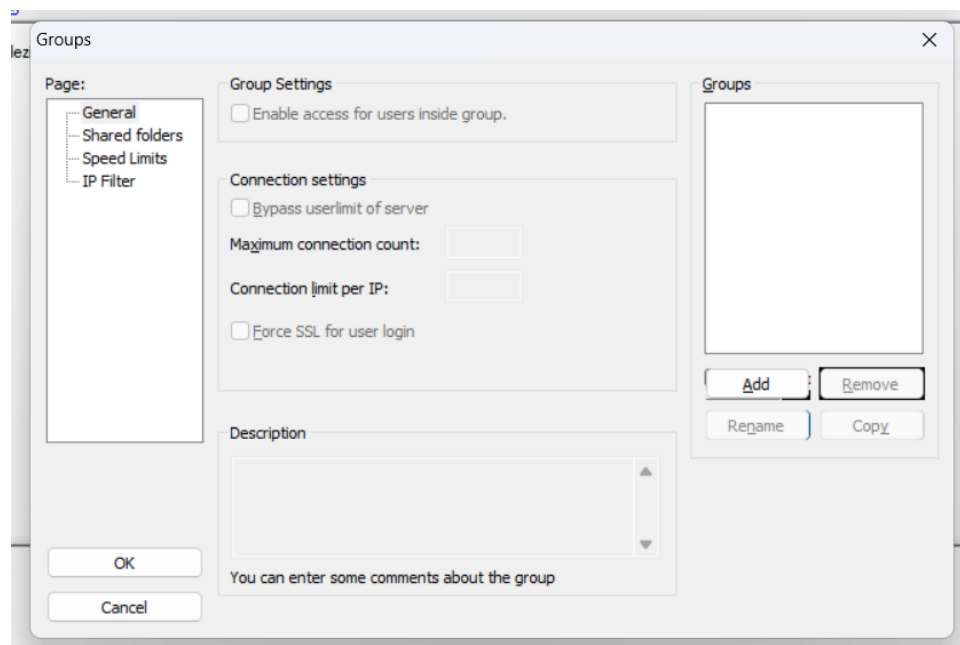 Groups
Page:
General
Shared folders
Speed Limits
IP Filter
OK
Cancel
Group Settings
Enable access for users inside group.
Connection settings
Bypass userlimit of server
Maximum connection count:
Connection limit per IP:
Force SSL for user login
Description
You can enter some comments about the group
Groups
Add
Remove
Rename
Copy